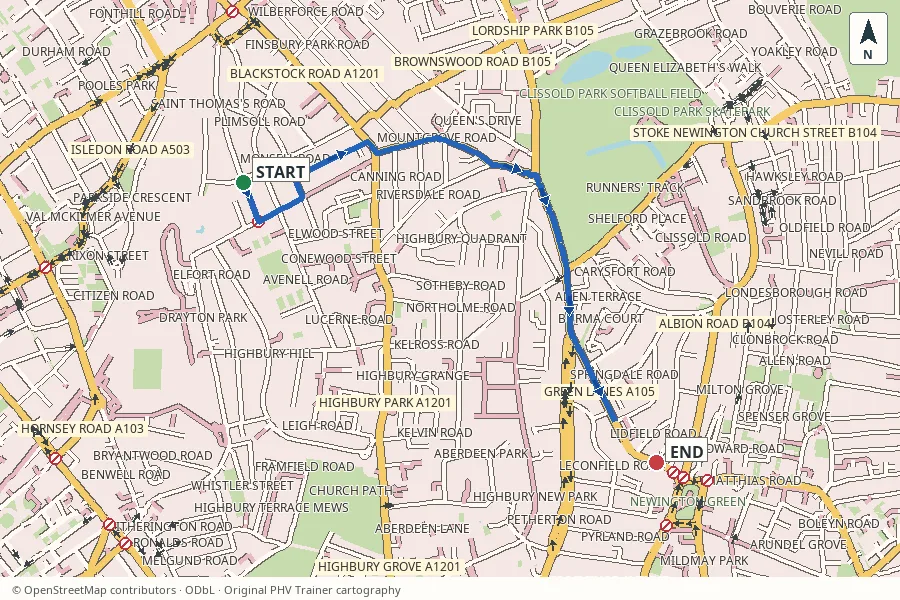 FONTHILL ROAD
WILBERFORCE ROAD
BOUVERIE ROAD
LORDSHIP PARK B105
GRAZEBROOK ROAD
FINSBURY PARK ROAD
DURHAM ROAD
YOAKLEY ROAD
BROWNSWOOD ROAD B105
QUEEN ELIZABETH'S WALK
BLACKSTOCK ROAD A1201
POOLES PARK
CLISSOLD PARK SOFTBALL FIELD
SAINT THOMAS'S ROAD
CLISSOLD PARK SKATEPARK
PLIMSOLL ROAD
QUEEN'S DRIVE
STOKE NEWINGTON CHURCH STREET B104
MOUNTGROVE ROAD
ISLEDON ROAD A503
MONSELL ROAD
START
N
CANNING ROAD
HAWKSLEY ROAD
RUNNERS' TRACK
PARKSIDE CRESCENT
RIVERSDALE ROAD
SANDBROOK ROAD
VAL MCKENZIE AVENUE
SHELFORD PLACE
OLDFIELD ROAD
ELWOOD STREET
HIGHBURY QUADRANT
CLISSOLD ROAD
RIXON STREET
CONEWOOD STREET
NEVILL ROAD
ELFORT ROAD
AVENELL ROAD
CARYSFORT ROAD
SOTHEBY ROAD
CITIZEN ROAD
ALLEN TERRACE
LONDESBOROUGH ROAD
NORTHOLME ROAD
DRAYTON PARK
LUCERNE ROAD
BURMA COURT
ALBION ROAD B104
OSTERLEY ROAD
KELROSS ROAD
CLONBROCK ROAD
HIGHBURY HILL
ALLEN ROAD
HIGHBURY GRANGE
SPRINGDALE ROAD
GREEN LANES A105
MILTON GROVE
HIGHBURY PARK A1201
SPENSER GROVE
HORNSEY ROAD A103
LEIGH ROAD
KELVIN ROAD
LIDFIELD ROAD
BRYANTWOOD ROAD
ABERDEEN PARK
END
FRAMFIELD ROAD
LECONFIELD ROAD
BENWELL ROAD
MATTHIAS ROAD
WHISTLER STREET
CHURCH PATH
HIGHBURY NEW PARK
NEWINGTON GREEN
HIGHBURY TERRACE MEWS
PETHERTON ROAD
BOLEYN ROAD
ABERDEEN LANE
RONALDS ROAD
PYRLAND ROAD
ARUNDEL GROVE
MELGUND ROAD
HIGHBURY GROVE A1201
MILDMAY PARK
© OpenStreetMap contributors · ODbL · Original PHV Trainer cartography